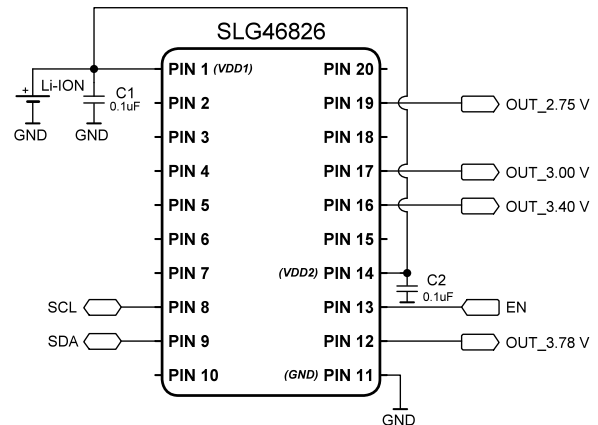 SLG46826
PIN 1 (VDD1)
PIN 20
+
Li-ION
C1
0.1uF
GND
GND
PIN 2
PIN 19
OUT_2.75 V
PIN 3
PIN 18
PIN 4
PIN 17
OUT_3.00 V
PIN 5
PIN 16
OUT_3.40 V
PIN 6
PIN 15
PIN 7
(VDD2) PIN 14
C2
0.1uF
SCL
PIN 8
PIN 13
EN
SDA
PIN 9
PIN 12
OUT_3.78 V
PIN 10
(GND) PIN 11
GND